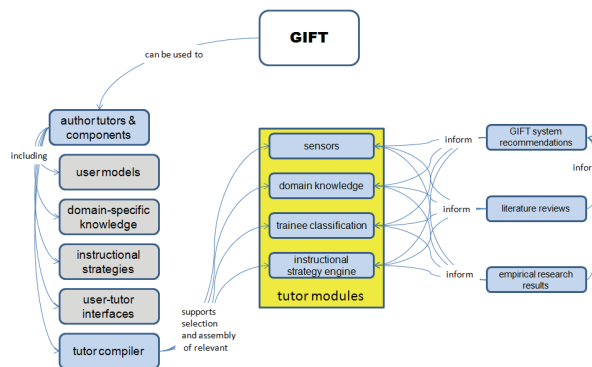 GIFT
can be used to
author tutors &
components
including
user models
domain-specific
knowledge
instructional
strategies
user-tutor
interfaces
tutor compiler
supports
selection
and assembly
of relevant
sensors
domain knowledge
trainee classification
instructional
strategy engine
tutor modules
inform
inform
inform
GIFT system
recommendations
literature reviews
empirical research
results
infor